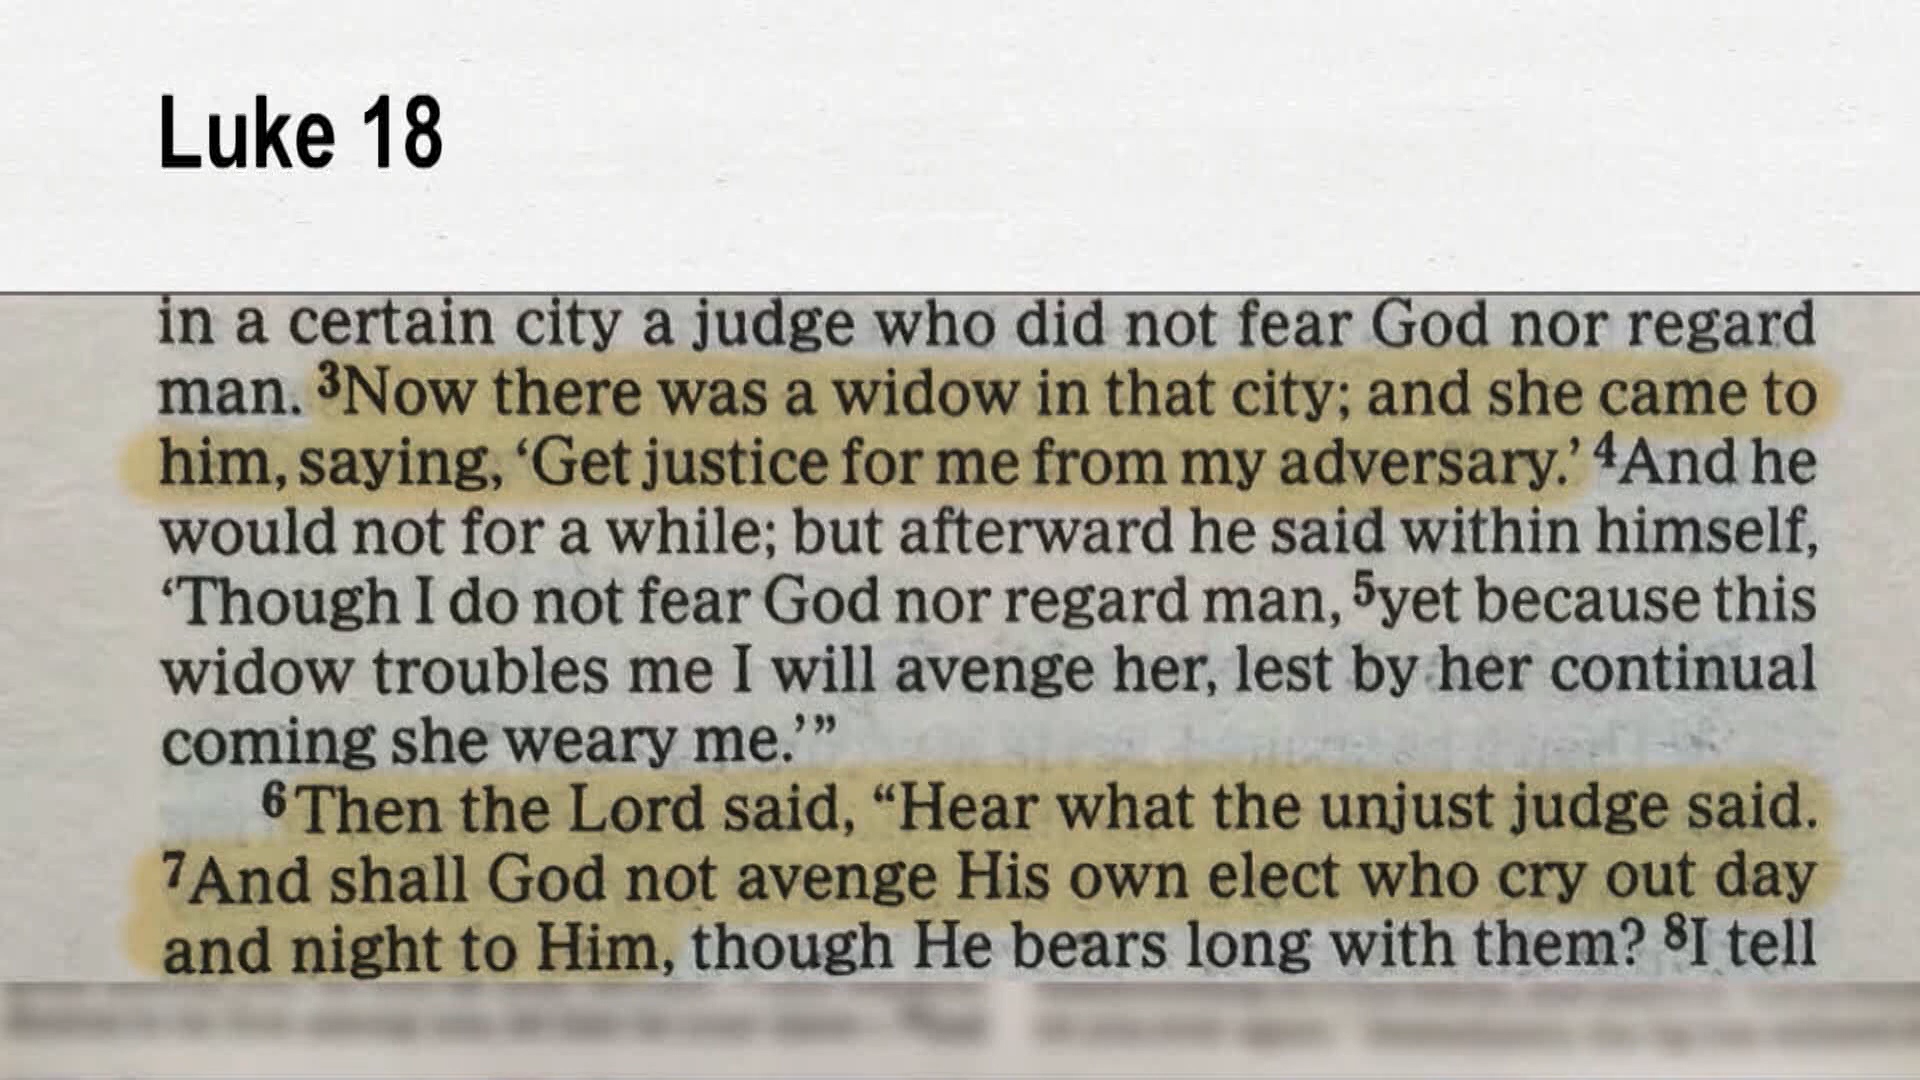 Luke 18
in a certain city a judge who did not fear God nor regard
man. ³Now there was a widow in that city; and she came to
him, saying, ‘Get justice for me from my adversary.’ ⁴And he
would not for a while; but afterward he said within himself,
‘Though I do not fear God nor regard man, ⁵yet because this
widow troubles me I will avenge her, lest by her continual
coming she weary me.’”
⁶Then the Lord said, “Hear what the unjust judge said.
⁷And shall God not avenge His own elect who cry out day
and night to Him, though He bears long with them? ⁸I tell